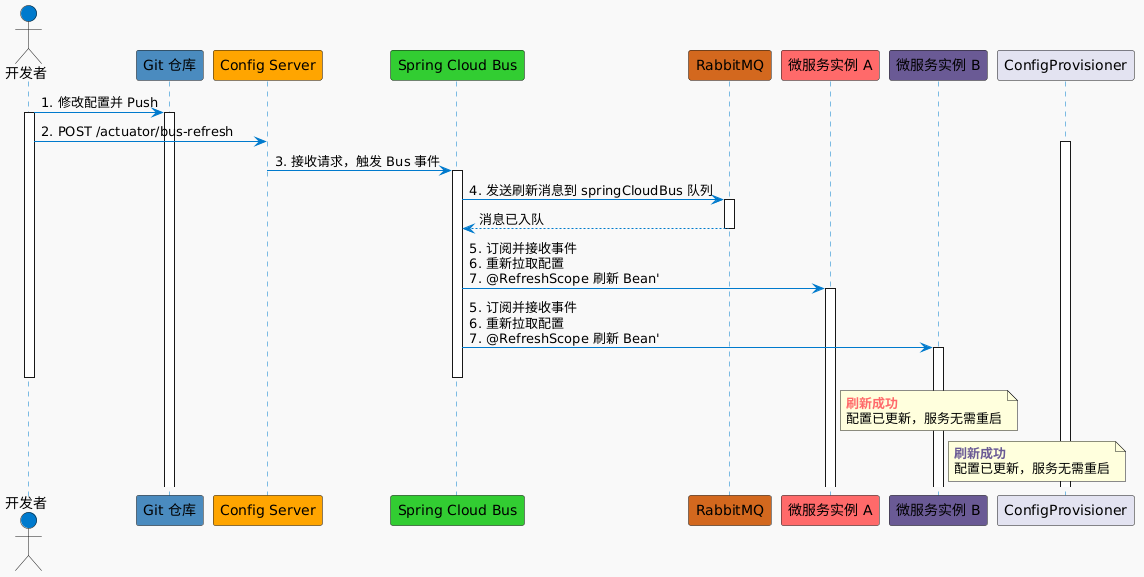 开发者
Git 仓库
Config Server
Spring Cloud Bus
RabbitMQ
微服务实例 A
微服务实例 B
ConfigProvisioner
1. 修改配置并 Push
2. POST /actuator/bus-refresh
3. 接收请求，触发 Bus 事件
4. 发送刷新消息到 springCloudBus 队列
消息已入队
5. 订阅并接收事件
6. 重新拉取配置
7. @RefreshScope 刷新 Bean'
5. 订阅并接收事件
6. 重新拉取配置
7. @RefreshScope 刷新 Bean'
刷新成功
配置已更新，服务无需重启
刷新成功
配置已更新，服务无需重启
开发者
Git 仓库
Config Server
Spring Cloud Bus
RabbitMQ
微服务实例 A
微服务实例 B
ConfigProvisioner